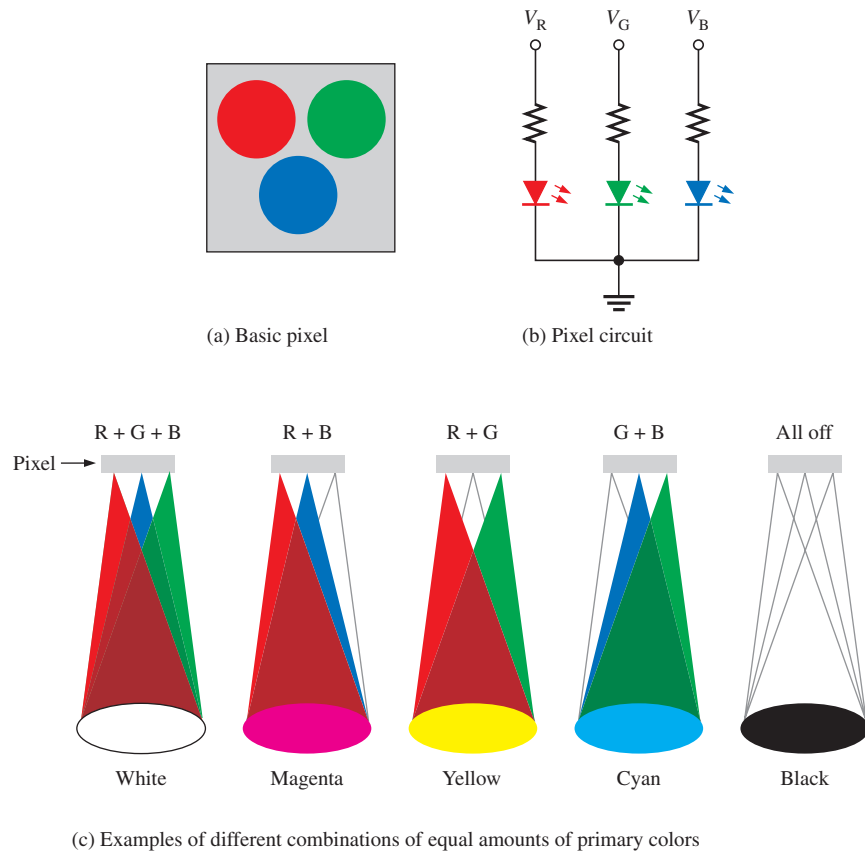 V_R V_G V_B
(a) Basic pixel
(b) Pixel circuit
R + G + B
R + B
R + G
G + B
All off
Pixel
White
Magenta
Yellow
Cyan
Black
(c) Examples of different combinations of equal amounts of primary colors